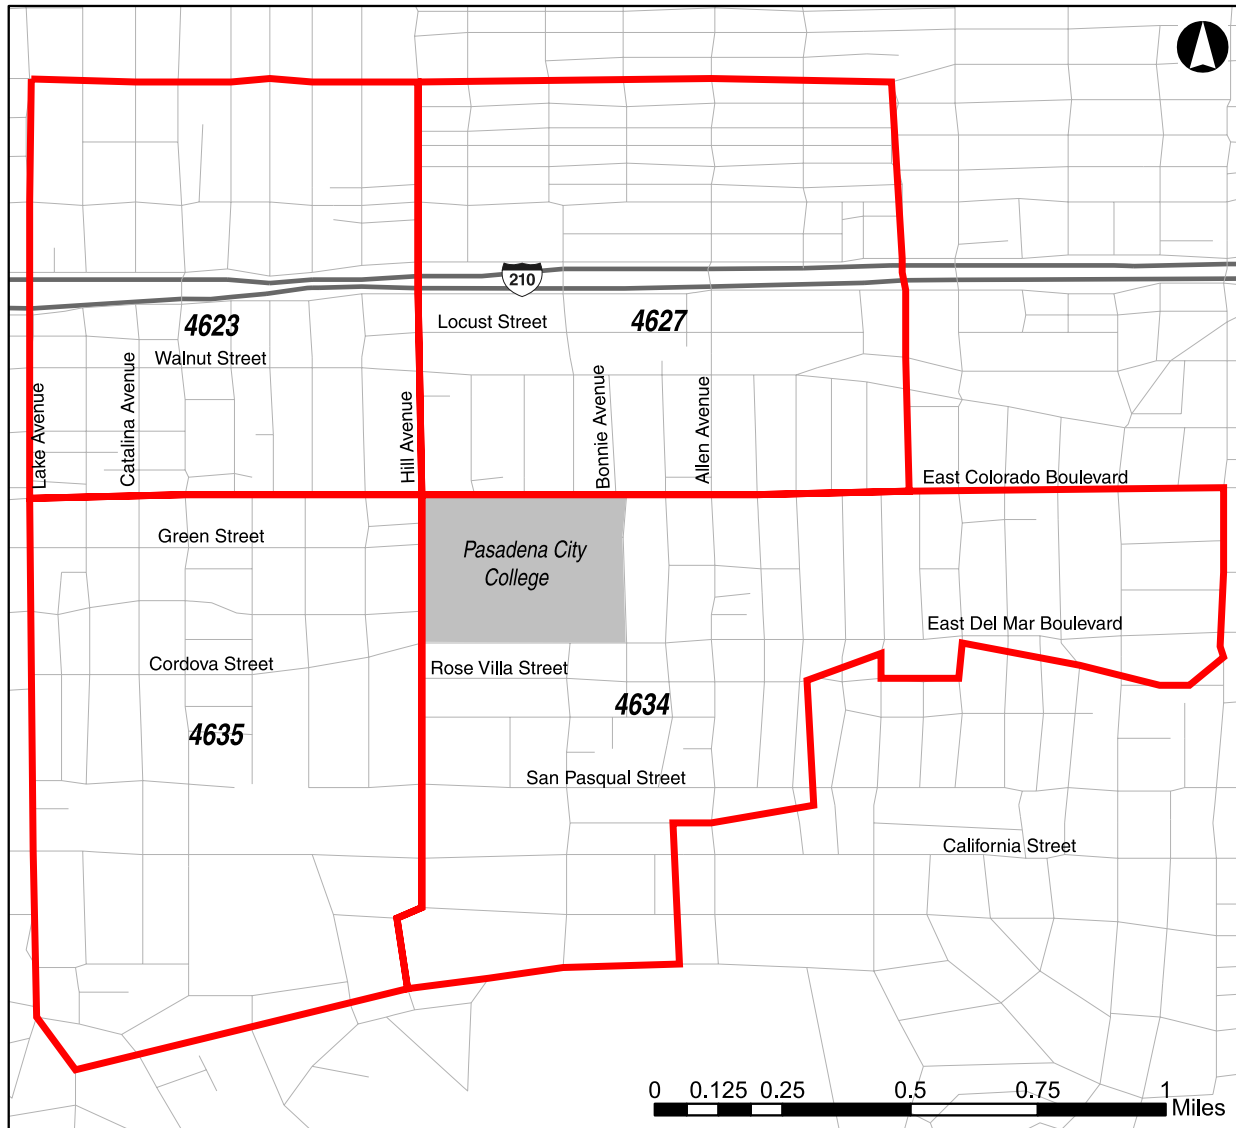 210
Locust Street
4623
4627
Walnut Street
Lake Avenue
Catalina Avenue
Hill Avenue
Bonnie Avenue
Allen Avenue
East Colorado Boulevard
Green Street
Pasadena City
College
East Del Mar Boulevard
Cordova Street
Rose Villa Street
4634
4635
San Pasqual Street
California Street
0 0.125 0.25 0.5 0.75 1
Miles